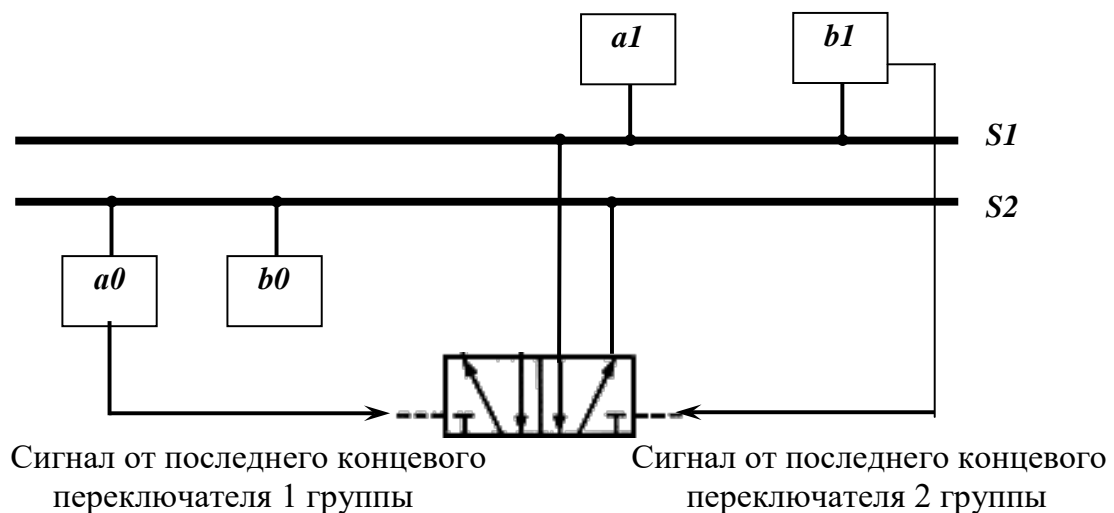 a1
b1
S1
S2
a0
b0
Сигнал от последнего концевого
переключателя 1 группы
Сигнал от последнего концевого
переключателя 2 группы